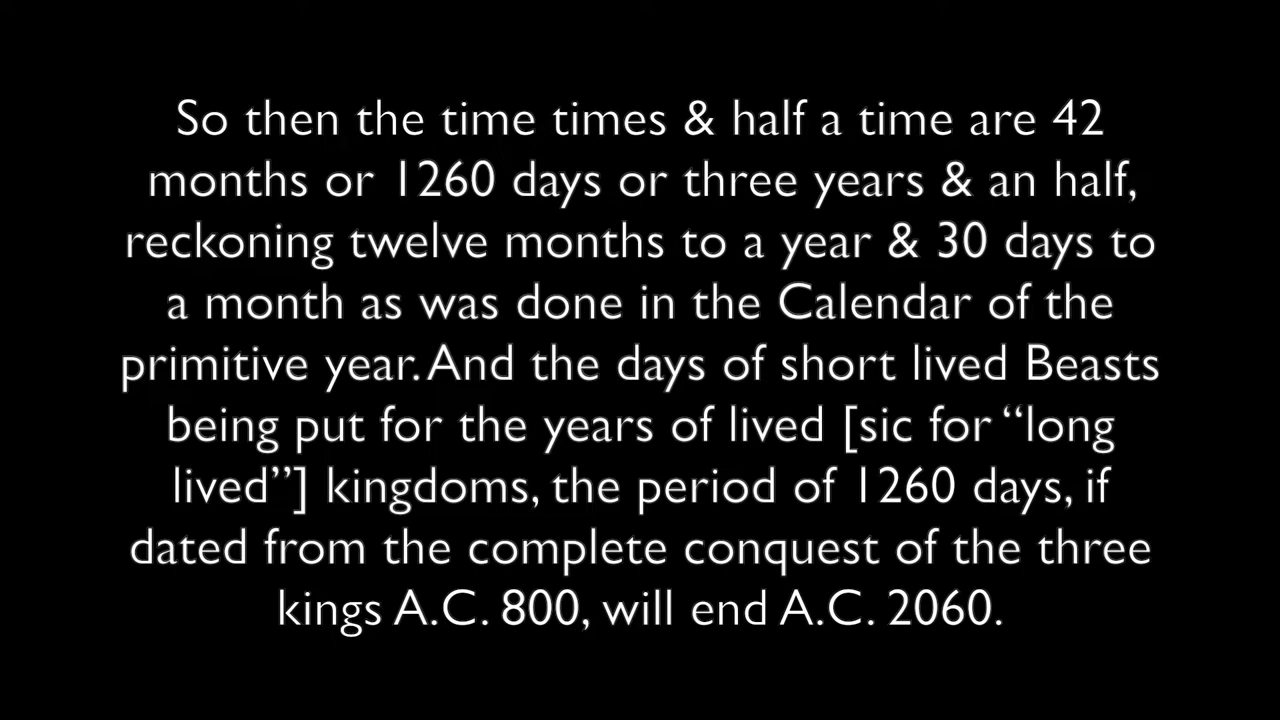 So then the time times & half a time are 42
months or 1260 days or three years & an half,
reckoning twelve months to a year & 30 days to
a month as was done in the Calendar of the
primitive year. And the days of short lived Beasts
being put for the years of lived [sic for “long
lived”] kingdoms, the period of 1260 days, if
dated from the complete conquest of the three
kings A.C. 800, will end A.C. 2060.